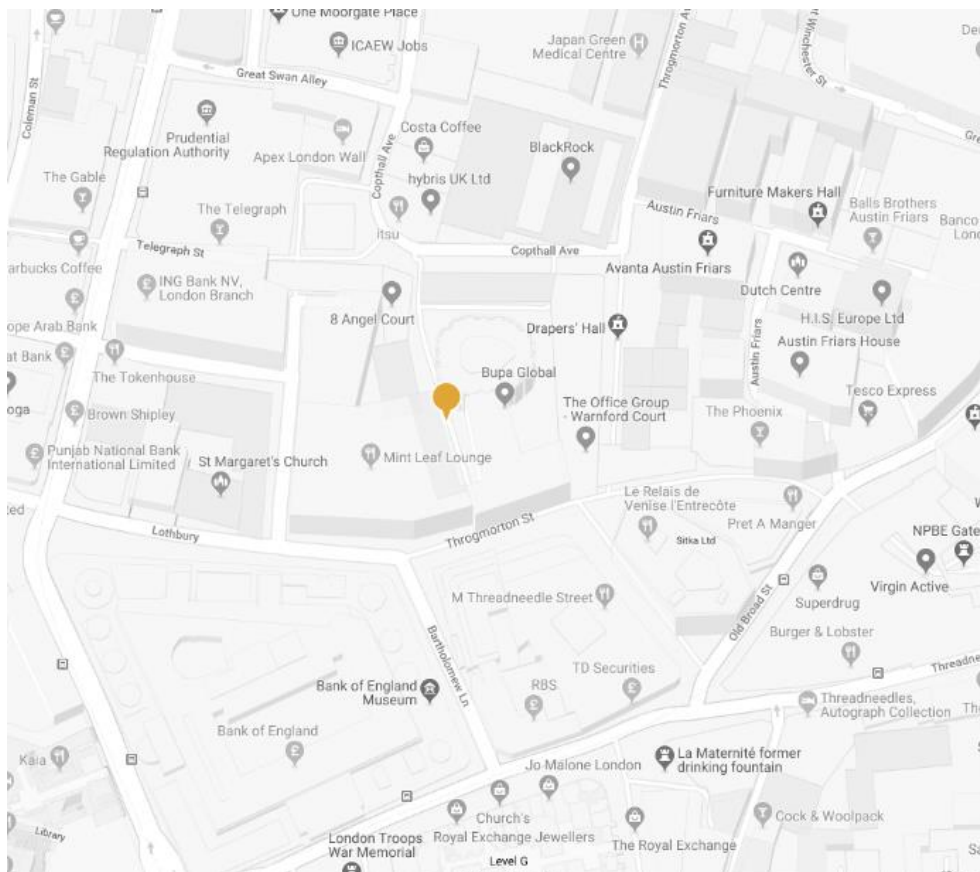 One Moorgate Place
ICAEW Jobs
Japan Green
Medical Centre
Throgmorton Av
Winchester St
Great Swan Alley
Coleman St
Prudential
Regulation Authority
Apex London Wall
Costa Coffee
BlackRock
Copthall Ave
hybris UK Ltd
The Gable
The Telegraph
itsu
Furniture Makers Hall
Austin Friars
Balls Brothers
Austin Friars
Banco
Telegraph St
Copthall Ave
Avanta Austin Friars
Dutch Centre
arbucks Coffee
ING Bank NV,
London Branch
8 Angel Court
Drapers' Hall
H.I.S. Europe Ltd
ope Arab Bank
at Bank
The Tokenhouse
Bupa Global
Austin Friars
Austin Friars House
Tesco Express
oga
Brown Shipley
The Office Group
- Warnford Court
The Phoenix
Punjab National Bank
International Limited
St Margaret's Church
Mint Leaf Lounge
Le Relais de
Venise l'Entrecôte
Pret A Manger
Lothbury
Throgmorton St
Sitka Ltd
NPBE Gate
Virgin Active
M Threadneedle Street
Old Broad St
Superdrug
Burger & Lobster
Bartholomew Ln
TD Securities
Threadne
Bank of England
Museum
RBS
Threadneedles,
Autograph Collection
Bank of England
La Maternité former
drinking fountain
Kaia
Jo Malone London
Church's
Royal Exchange Jewellers
The Royal Exchange
Cock & Woolpack
Library
London Troops
War Memorial
Level G